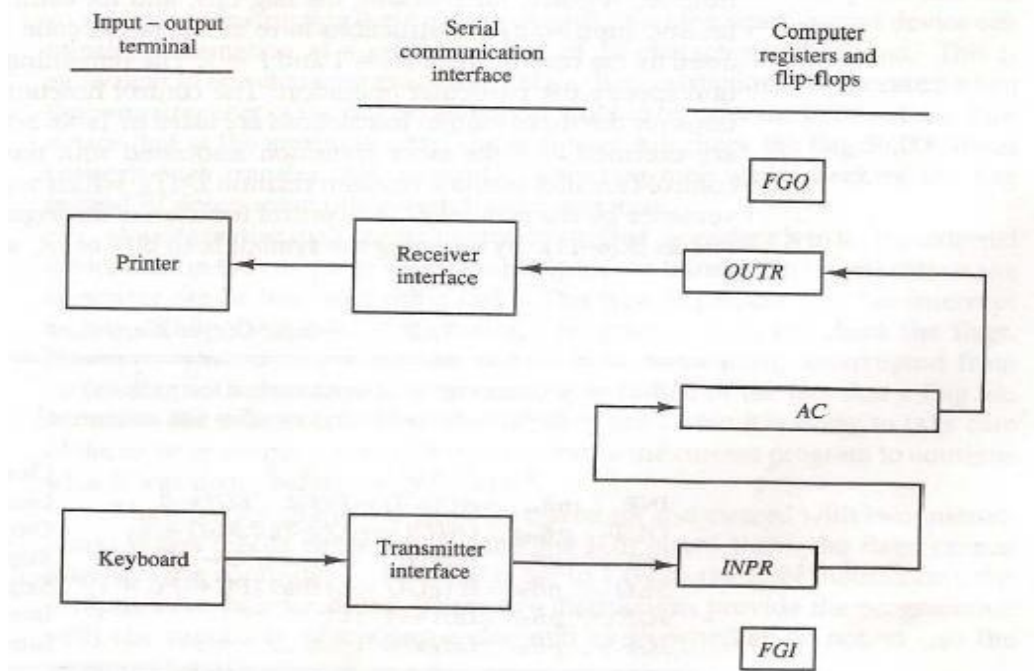 Input – output
terminal
Serial
communication
interface
Computer
registers and
flip-flops
FGO
Printer
Receiver
interface
OUTR
AC
Keyboard
Transmitter
interface
INPR
FGI